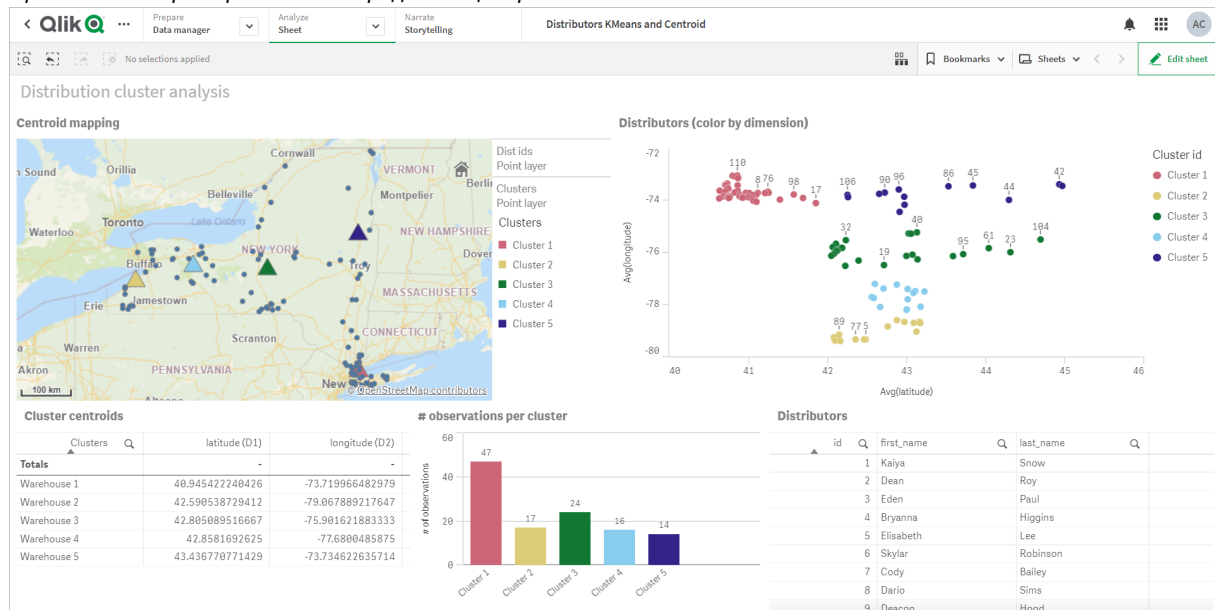 Qlik
Prepare
Data manager
Analyze
Sheet
Narrate
Storytelling
Distributors KMeans and Centroid
AC
No selections applied
Bookmarks
Sheets
Edit sheet
Distribution cluster analysis
Centroid mapping
Sound
Orillia
Cornwall
VERMONT
Berlin
Belleville
Montpelier
Toronto
Lake Ontario
Waterloo
NEW HAMPSHIRE
NEW YORK
Dover
Buffalo
Troy
Erie
Jamestown
MASSACHUSETTS
Scranton
CONNECTICUT
a
Warren
Akron
PENNSYLVANIA
New
100 km
© OpenStreetMap contributors
Dist ids
Point layer
Clusters
Point layer
Clusters
Cluster 1
Cluster 2
Cluster 3
Cluster 4
Cluster 5
Distributors (color by dimension)
-72
-74
-76
-78
-80
Avg(longitude)
110
8 76
98
17
106
90 96
86
45
42
44
32
40
19
95
61
23
104
89
77 5
40
41
42
43
44
45
46
Avg(latitude)
Cluster id
Cluster 1
Cluster 2
Cluster 3
Cluster 4
Cluster 5
Cluster centroids
Clusters latitude (D1) longitude (D2)
Totals - -
Warehouse 1 40.945422240426 -73.719966482979
Warehouse 2 42.590538729412 -79.067889217647
Warehouse 3 42.805089516667 -75.901621883333
Warehouse 4 42.8581692625 -77.6800485875
Warehouse 5 43.436770771429 -73.734622635714
# observations per cluster
# of observations
60
40
20
0
47
17
24
16
14
Cluster 1
Cluster 2
Cluster 3
Cluster 4
Cluster 5
Distributors
id first_name last_name
1 Kaiya Snow
2 Dean Roy
3 Eden Paul
4 Bryanna Higgins
5 Elisabeth Lee
6 Skylar Robinson
7 Cody Bailey
8 Dario Sims
9 Deacon Hood